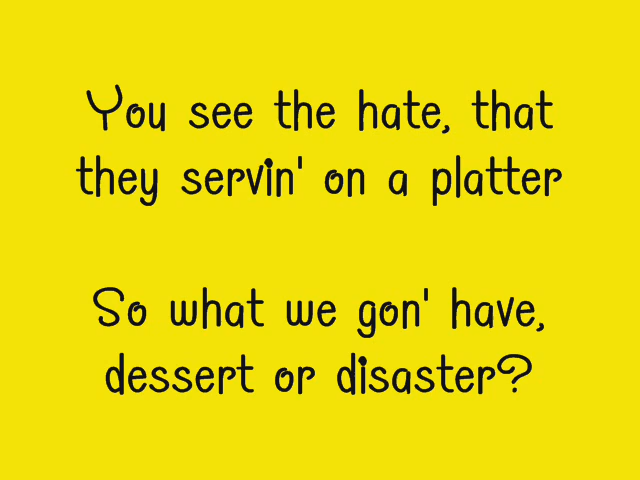 You see the hate, that
they servin' on a platter
So what we gon' have,
dessert or disaster?